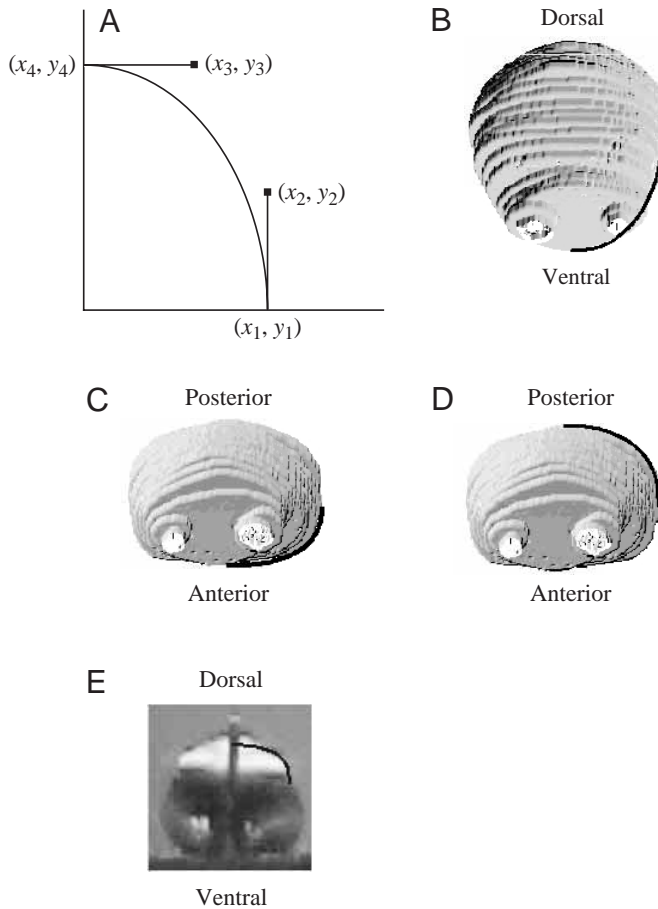 A
(x4, y4)
(x3, y3)
(x2, y2)
(x1, y1)
B
Dorsal
Ventral
C
Posterior
Anterior
D
Posterior
Anterior
E
Dorsal
Ventral